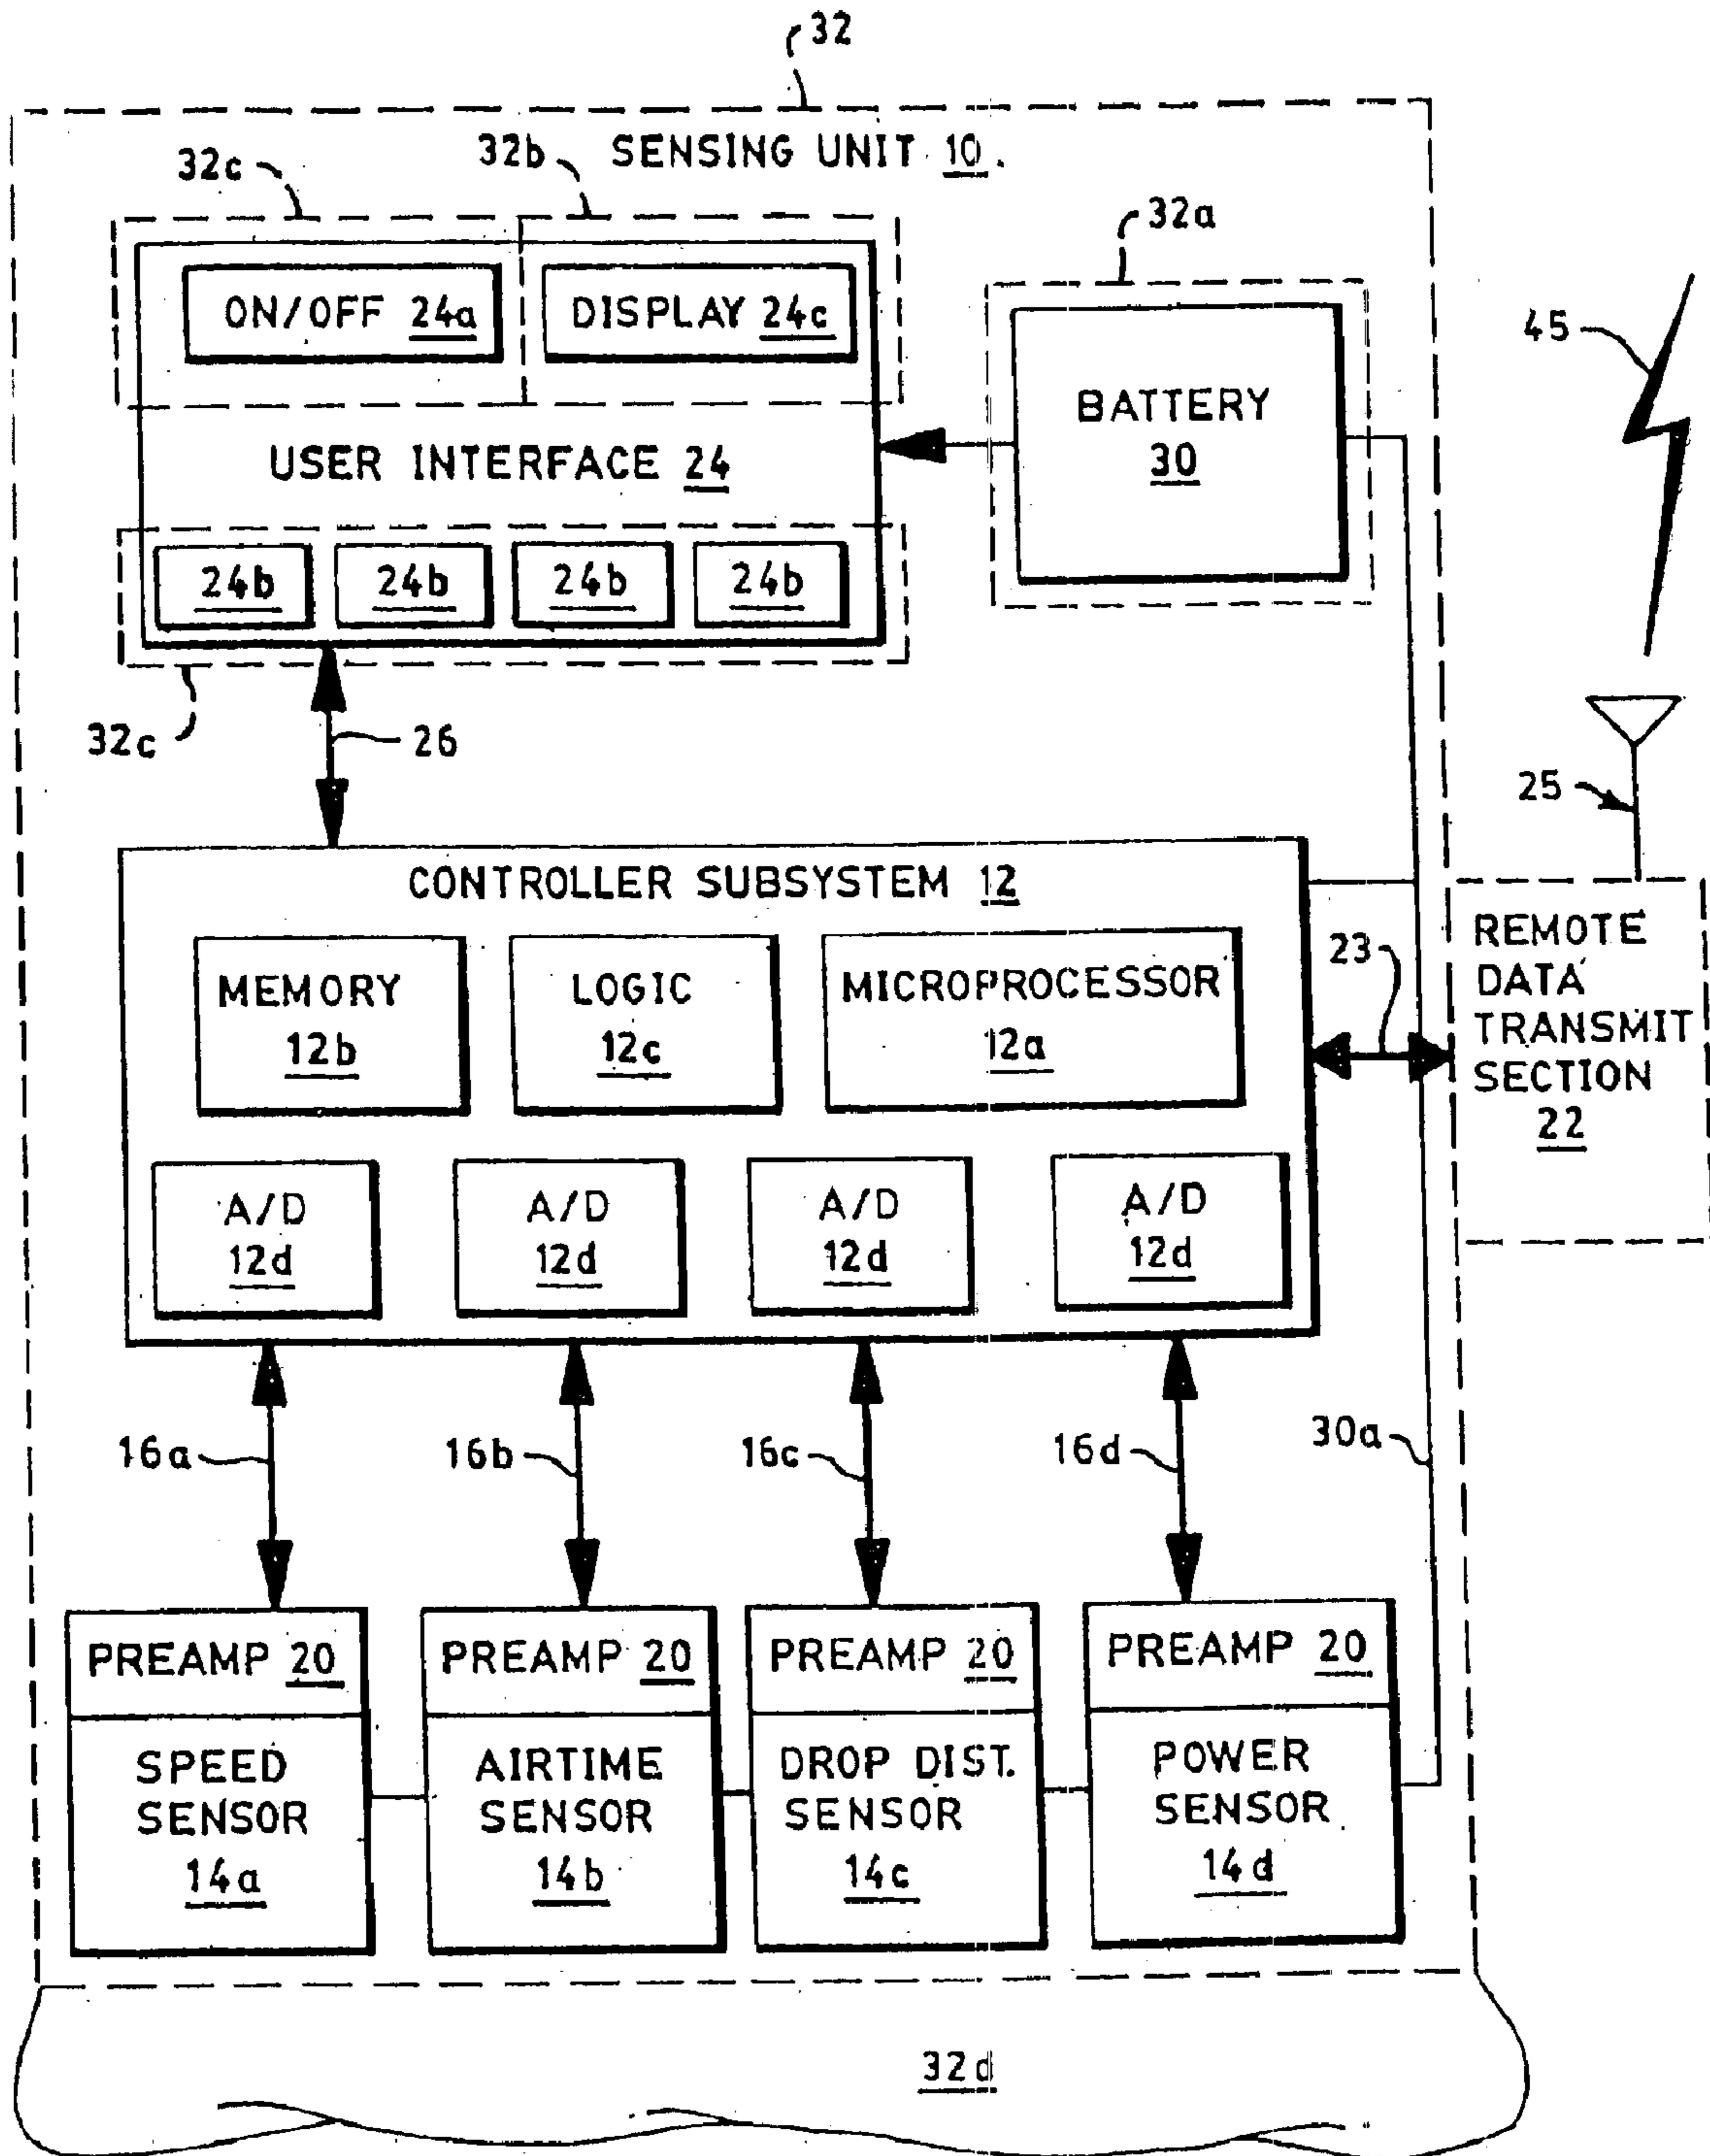 32
SENSING UNIT 10.
32c
32b
32a
ON/OFF 24a
DISPLAY 24c
45
BATTERY
30
USER INTERFACE 24
24b
24b
24b
24b
32c
26
25
CONTROLLER SUBSYSTEM 12
MEMORY
12b
LOGIC
12c
MICROPROCESSOR
12a
23
REMOTE
DATA
TRANSMIT
SECTION
22
A/D
12d
A/D
12d
A/D
12d
A/D
12d
16a
16b
16c
16d
30a
PREAMP 20
SPEED
SENSOR
14a
PREAMP 20
AIRTIME
SENSOR
14b
PREAMP 20
DROP DIST.
SENSOR
14c
PREAMP 20
POWER
SENSOR
14d
32d